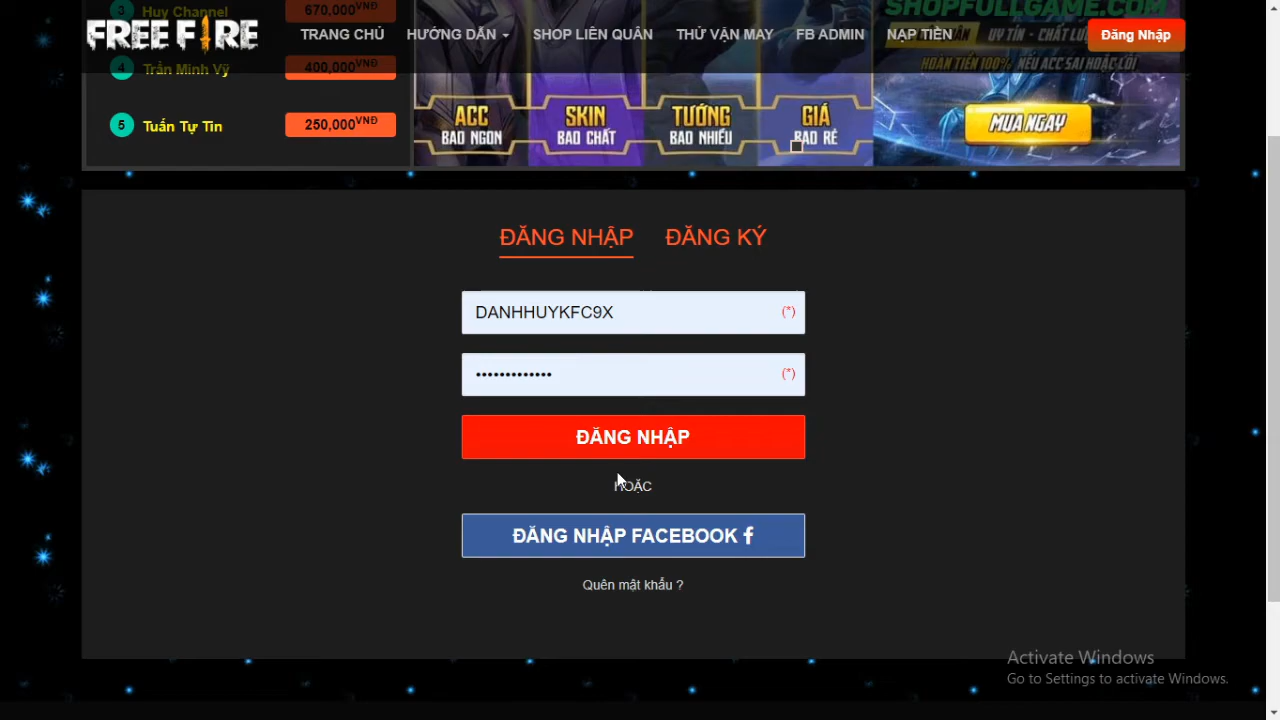 3 Huy Channel 670,000VNĐ
FREE FIRE
TRANG CHỦ HƯỚNG DẪN SHOP LIÊN QUÂN THỬ VẬN MAY FB ADMIN NẠP TIỀN Đăng Nhập
SHOPFULLGAME.COM
UY TÍN - CHẤT
4 Trần Minh Vỹ 400,000VNĐ
HOÀN TIỀN 100% NẾU ACC SAI HOẶC LỖI
5 Tuấn Tự Tin 250,000VNĐ
ACC
BAO NGON
SKIN
BAO CHẤT
TƯỚNG
BAO NHIÊU
GIÁ
BAO RẺ
MUA NGAY
ĐĂNG NHẬP ĐĂNG KÝ
DANHHUYKFC9X (*)
••••••••••••• (*)
ĐĂNG NHẬP
HOẶC
ĐĂNG NHẬP FACEBOOK f
Quên mật khẩu ?
Activate Windows
Go to Settings to activate Windows.